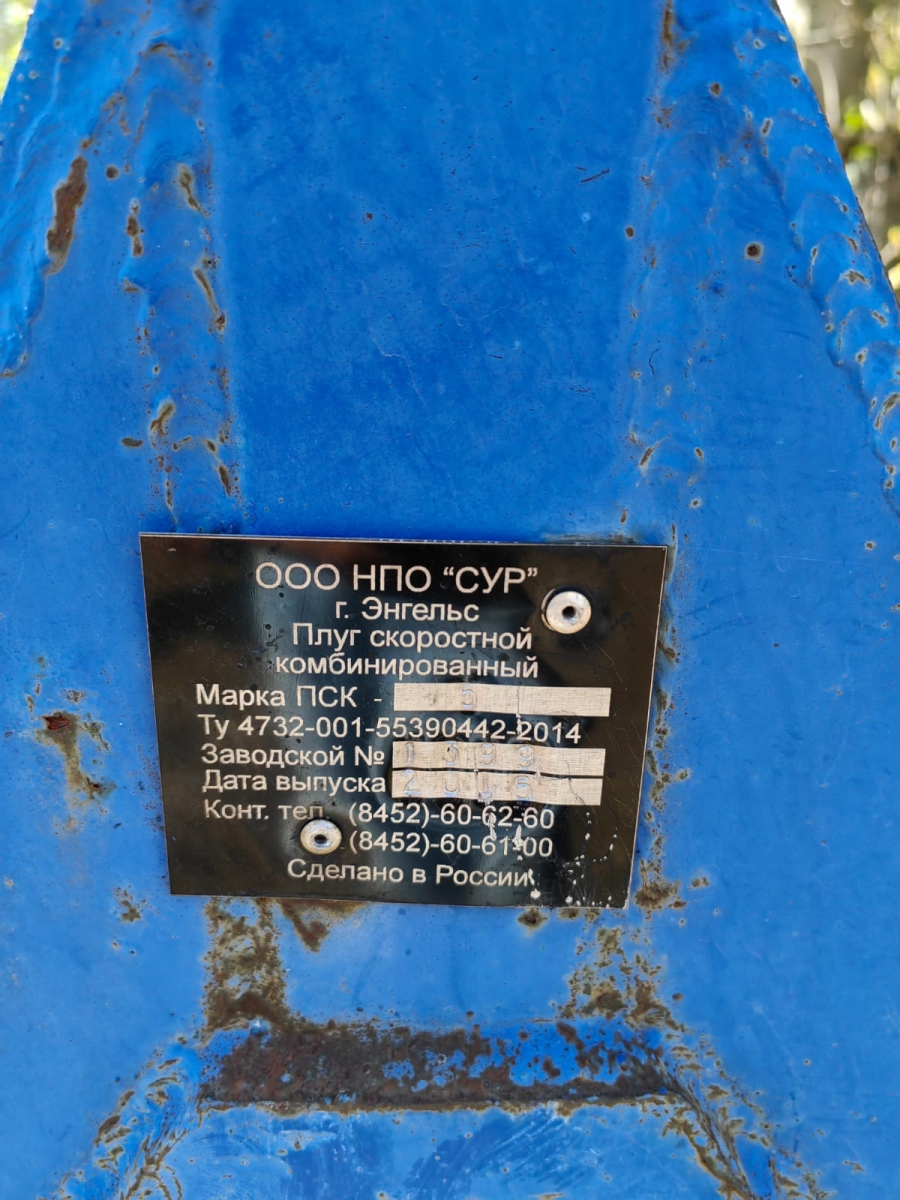 ООО НПО “СУР”
г. Энгельс
Плуг скоростной
комбинированный
Марка ПСК -
Ту 4732-001-55390442-2014
Заводской №
Дата выпуска
Конт. тел. (8452)-60-62-60
(8452)-60-61-00
Сделано в России